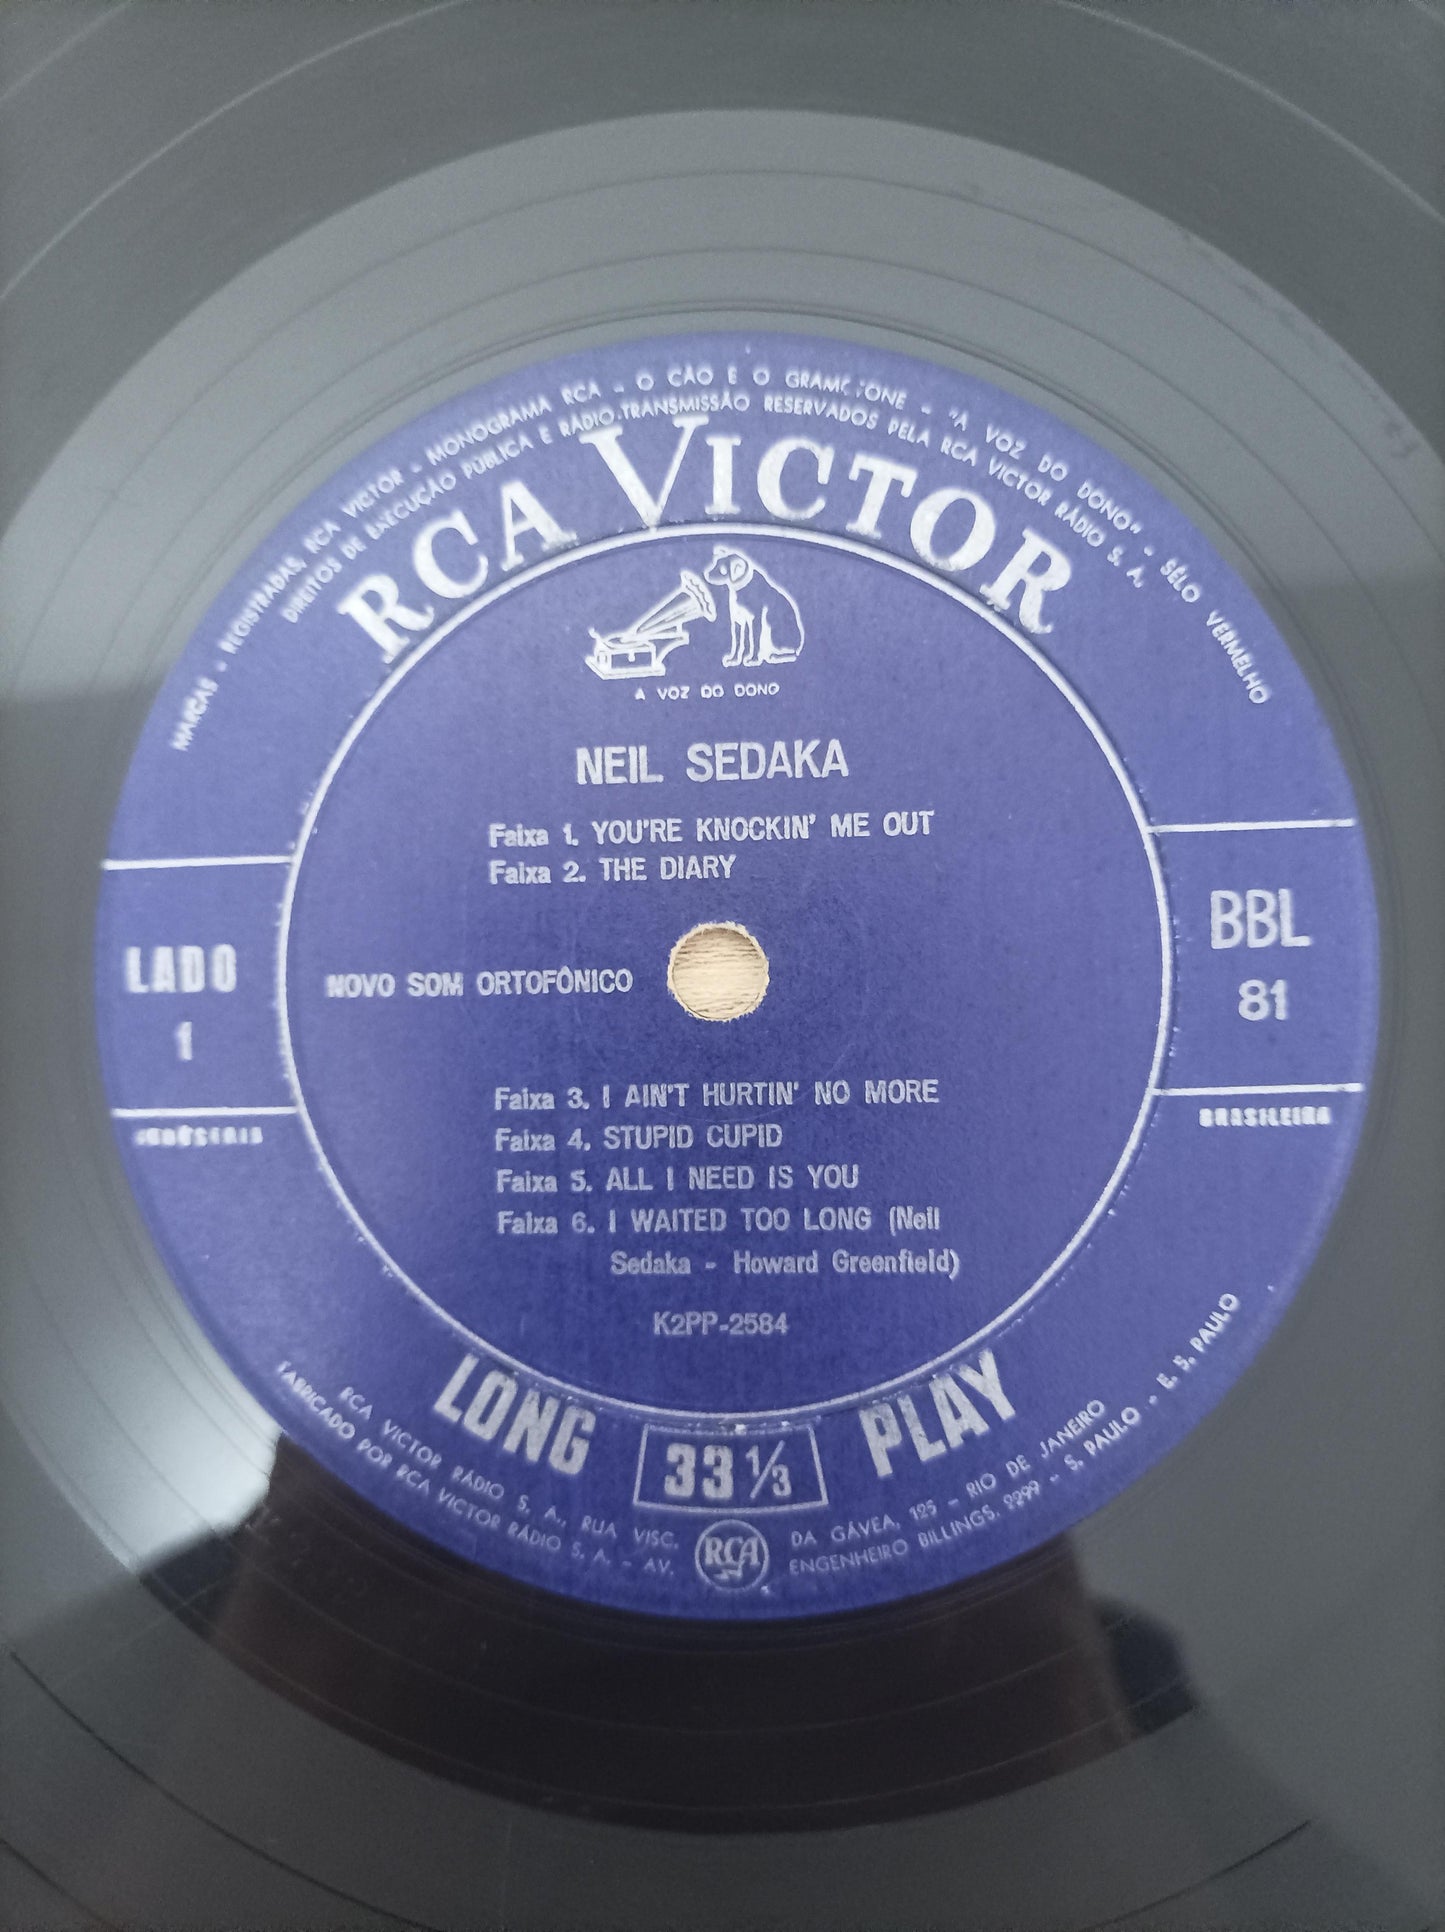 MARCAS - REGISTRADAS, RCA VICTOR - MONOGRAMA RCA - O CÃO E O GRAMOFONE - "A VOZ DO DONO" - SÊLO VERMELHO
DIREITOS DE EXECUÇÃO PÚBLICA E RÁDIO-TRANSMISSÃO RESERVADOS PELA RCA VICTOR RÁDIO S. A.
RCA VICTOR
A VOZ DO DONO
NEIL SEDAKA
Faixa 1. YOU'RE KNOCKIN' ME OUT
Faixa 2. THE DIARY
LADO
1
NOVO SOM ORTOFÔNICO
BBL
81
Faixa 3. I AIN'T HURTIN' NO MORE
Faixa 4. STUPID CUPID
Faixa 5. ALL I NEED IS YOU
Faixa 6. I WAITED TOO LONG (Neil
Sedaka - Howard Greenfield)
BRASILEIRA
K2PP-2584
LONG 33 1/3 PLAY
RCA VICTOR RÁDIO S. A., RUA VISC. DA GÁVEA, 125 - RIO DE JANEIRO
FABRICADO POR RCA VICTOR RÁDIO S. A. - AV. ENGENHEIRO BILLINGS, 2299 - S. PAULO - E. S. PAULO
RCA